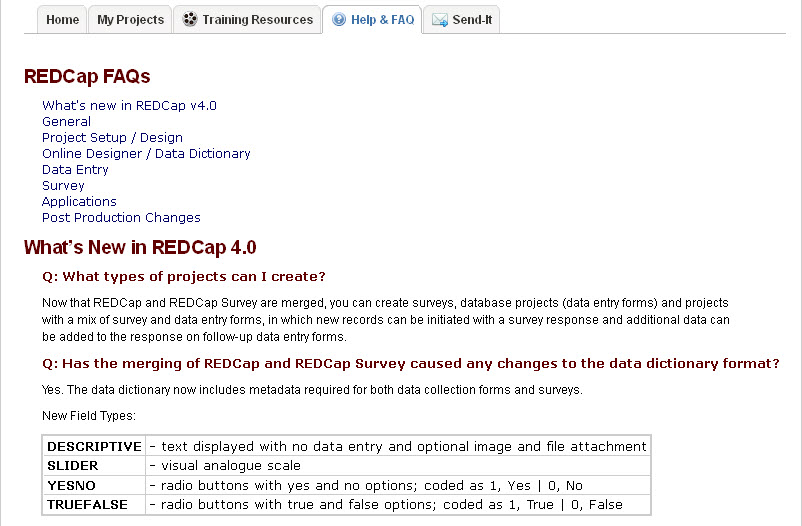 Home My Projects Training Resources Help & FAQ Send-It
REDCap FAQs
What's new in REDCap v4.0
General
Project Setup / Design
Online Designer / Data Dictionary
Data Entry
Survey
Applications
Post Production Changes
What's New in REDCap 4.0
Q: What types of projects can I create?
Now that REDCap and REDCap Survey are merged, you can create surveys, database projects (data entry forms) and projects
with a mix of survey and data entry forms, in which new records can be initiated with a survey response and additional data can
be added to the response on follow-up data entry forms.
Q: Has the merging of REDCap and REDCap Survey caused any changes to the data dictionary format?
Yes. The data dictionary now includes metadata required for both data collection forms and surveys.
New Field Types:
DESCRIPTIVE – text displayed with no data entry and optional image and file attachment
SLIDER – visual analogue scale
YESNO – radio buttons with yes and no options; coded as 1, Yes | 0, No
TRUEFALSE – radio buttons with true and false options; coded as 1, True | 0, False